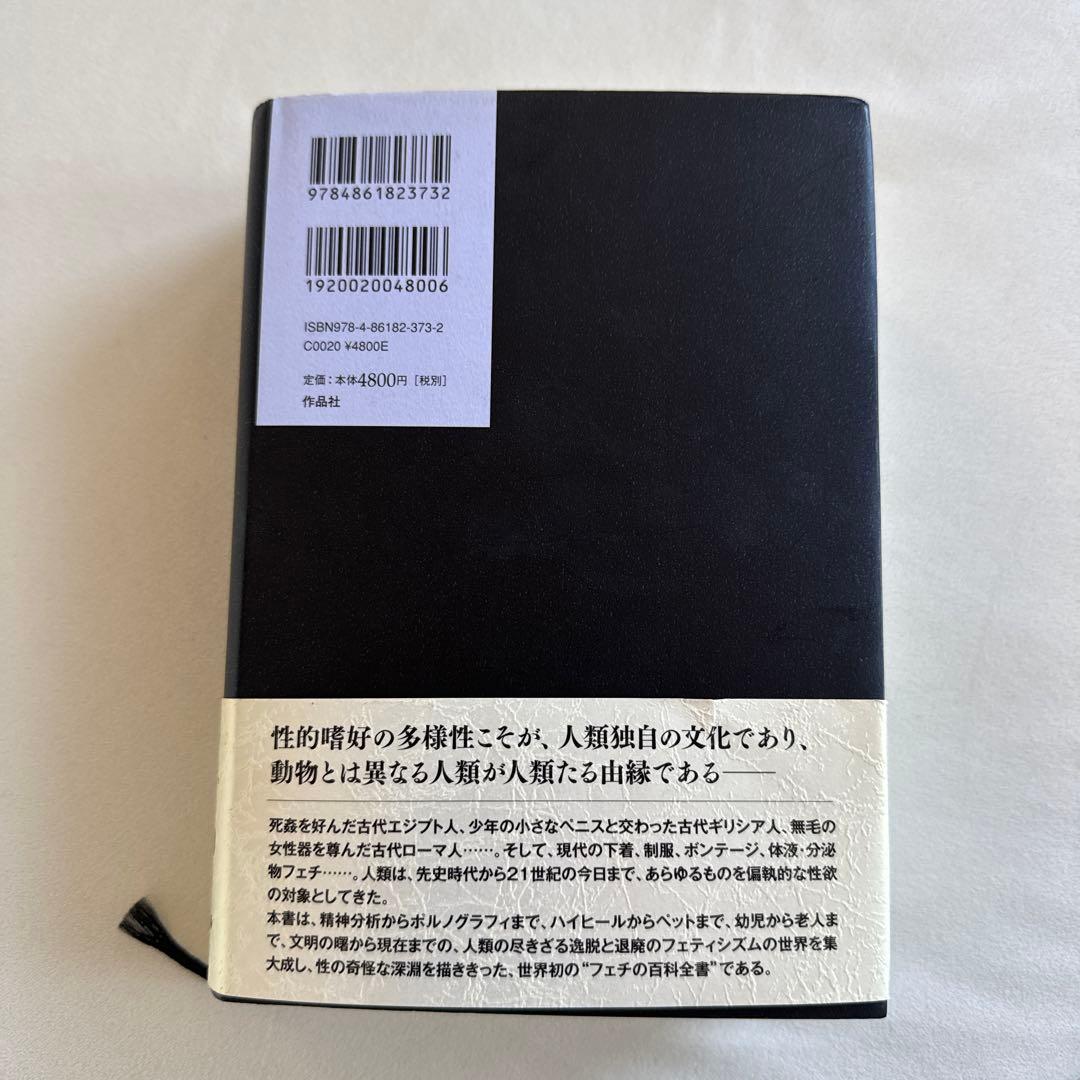 9784861823732
1920020048006
ISBN978-4-86182-373-2
C0020 ¥4800E
定価：本体4800円［税別］
作品社
性的嗜好の多様性こそが、人類独自の文化であり、
動物とは異なる人類が人類たる由縁である——
死姦を好んだ古代エジプト人、少年の小さなペニスと交わった古代ギリシア人、無毛の
女性器を尊んだ古代ローマ人……。そして、現代の下着、制服、ボンテージ、体液・分泌
物フェチ……。人類は、先史時代から21世紀の今日まで、あらゆるものを偏執的な性欲
の対象としてきた。
本書は、精神分析からポルノグラフィまで、ハイヒールからペットまで、幼児から老人ま
で、文明の曙から現在までの、人類の尽きざる逸脱と退廃のフェティシズムの世界を集
大成し、性の奇怪な深淵を描ききった、世界初の“フェチの百科全書”である。